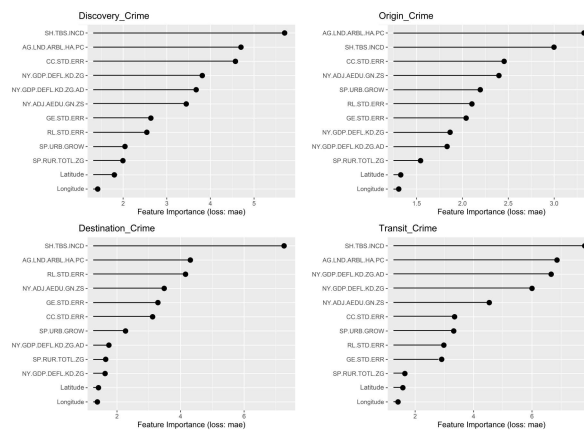 Discovery_Crime
SH.TBS.INCD
AG.LND.ARBL.HA.PC
CC.STD.ERR
NY.GDP.DEFL.KD.ZG
NY.GDP.DEFL.KD.ZG.AD
NY.ADJ.AEDU.GN.ZS
GE.STD.ERR
RL.STD.ERR
SP.URB.GROW
SP.RUR.TOTL.ZG
Latitude
Longitude
2 3 4 5
Feature Importance (loss: mae)
Origin_Crime
AG.LND.ARBL.HA.PC
SH.TBS.INCD
CC.STD.ERR
NY.ADJ.AEDU.GN.ZS
SP.URB.GROW
RL.STD.ERR
GE.STD.ERR
NY.GDP.DEFL.KD.ZG
NY.GDP.DEFL.KD.ZG.AD
SP.RUR.TOTL.ZG
Latitude
Longitude
1.5 2.0 2.5 3.0
Feature Importance (loss: mae)
Destination_Crime
SH.TBS.INCD
AG.LND.ARBL.HA.PC
RL.STD.ERR
NY.ADJ.AEDU.GN.ZS
GE.STD.ERR
CC.STD.ERR
SP.URB.GROW
NY.GDP.DEFL.KD.ZG.AD
SP.RUR.TOTL.ZG
NY.GDP.DEFL.KD.ZG
Latitude
Longitude
2 4 6
Feature Importance (loss: mae)
Transit_Crime
SH.TBS.INCD
AG.LND.ARBL.HA.PC
NY.GDP.DEFL.KD.ZG.AD
NY.GDP.DEFL.KD.ZG
NY.ADJ.AEDU.GN.ZS
CC.STD.ERR
SP.URB.GROW
RL.STD.ERR
GE.STD.ERR
SP.RUR.TOTL.ZG
Latitude
Longitude
2 4 6
Feature Importance (loss: mae)